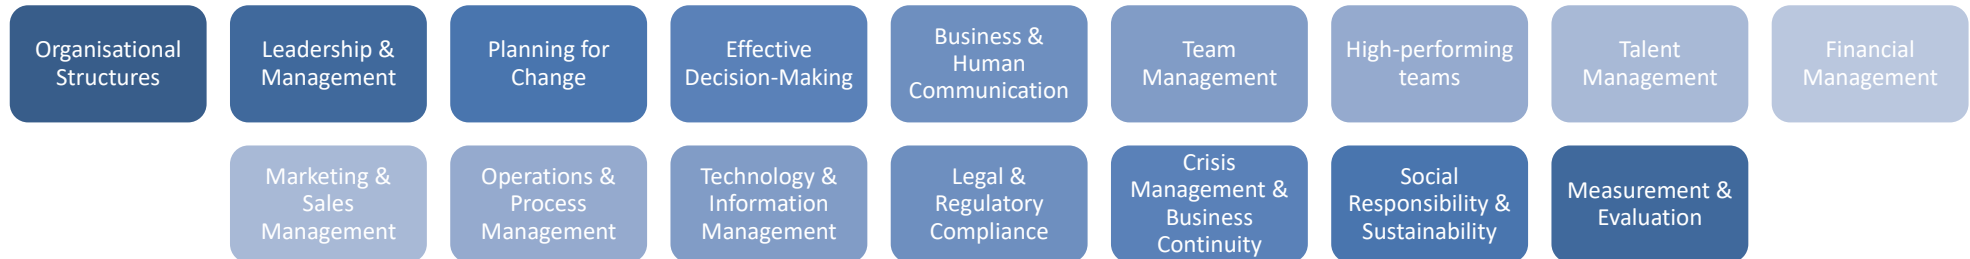 Organisational
Structures
Leadership &
Management
Planning for
Change
Effective
Decision-Making
Business &
Human
Communication
Team
Management
High-performing
teams
Talent
Management
Financial
Management
Marketing &
Sales
Management
Operations &
Process
Management
Technology &
Information
Management
Legal &
Regulatory
Compliance
Crisis
Management &
Business
Continuity
Social
Responsibility &
Sustainability
Measurement &
Evaluation